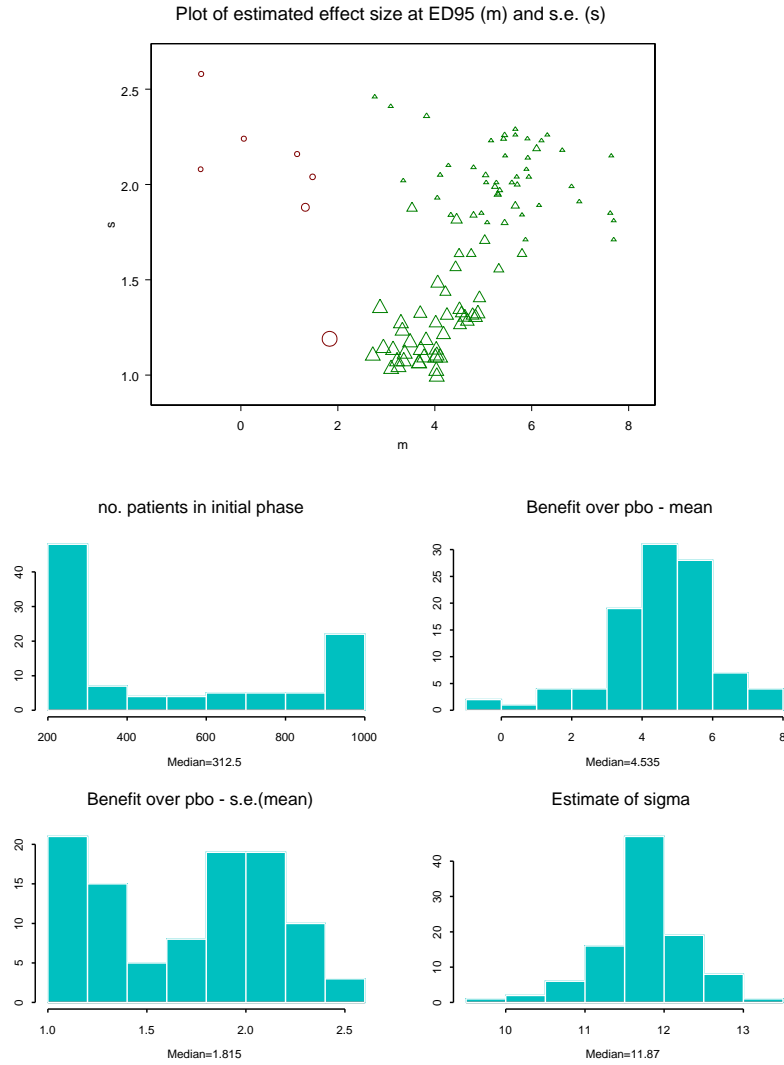 Plot of estimated effect size at ED95 (m) and s.e. (s)
2.5
2.0
1.5
1.0
s
0 2 4 6 8
m
no. patients in initial phase
40
30
20
10
0
200 400 600 800 1000
Median=312.5
Benefit over pbo - mean
30
20
10
5
0
0 2 4 6 8
Median=4.535
Benefit over pbo - s.e.(mean)
20
15
10
5
0
1.0 1.5 2.0 2.5
Median=1.815
Estimate of sigma
40
30
20
10
0
10 11 12 13
Median=11.87